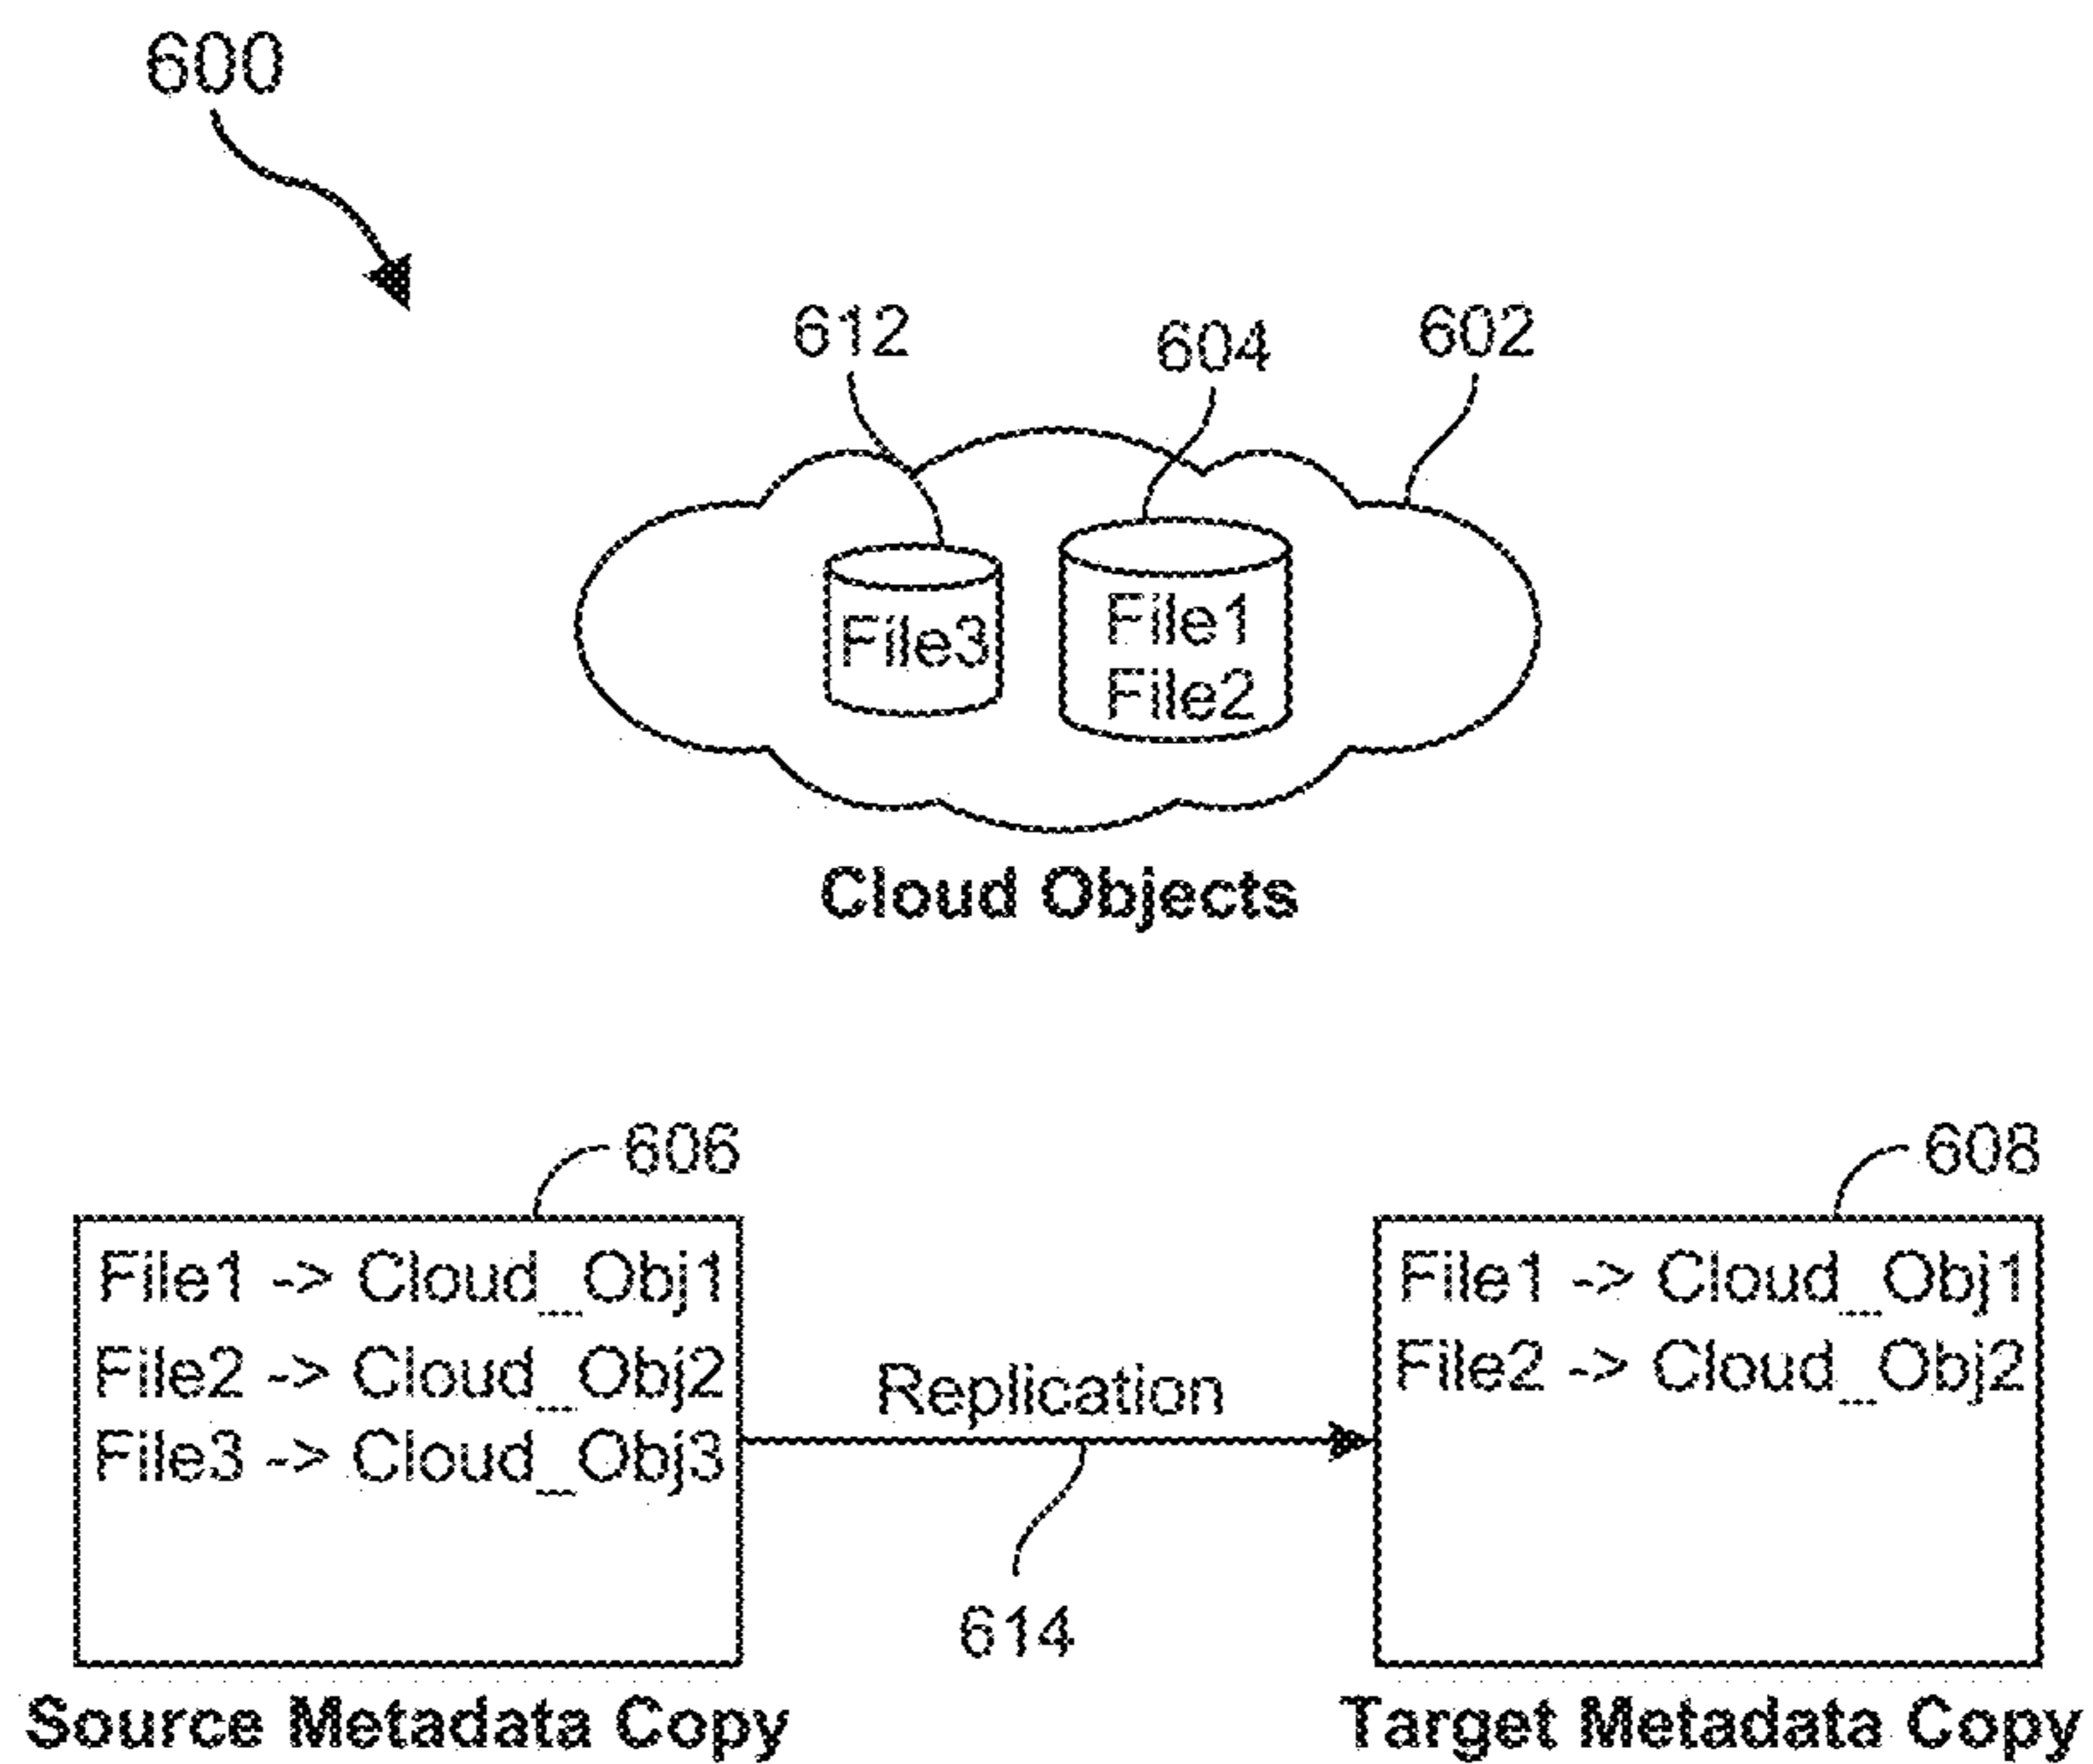 600
612
604
602
File3
File1
File2
Cloud Objects
606
File1 -> Cloud_Obj1
File2 -> Cloud_Obj2
File3 -> Cloud_Obj3
Source Metadata Copy
Replication
614
608
File1 -> Cloud_Obj1
File2 -> Cloud_Obj2
Target Metadata Copy